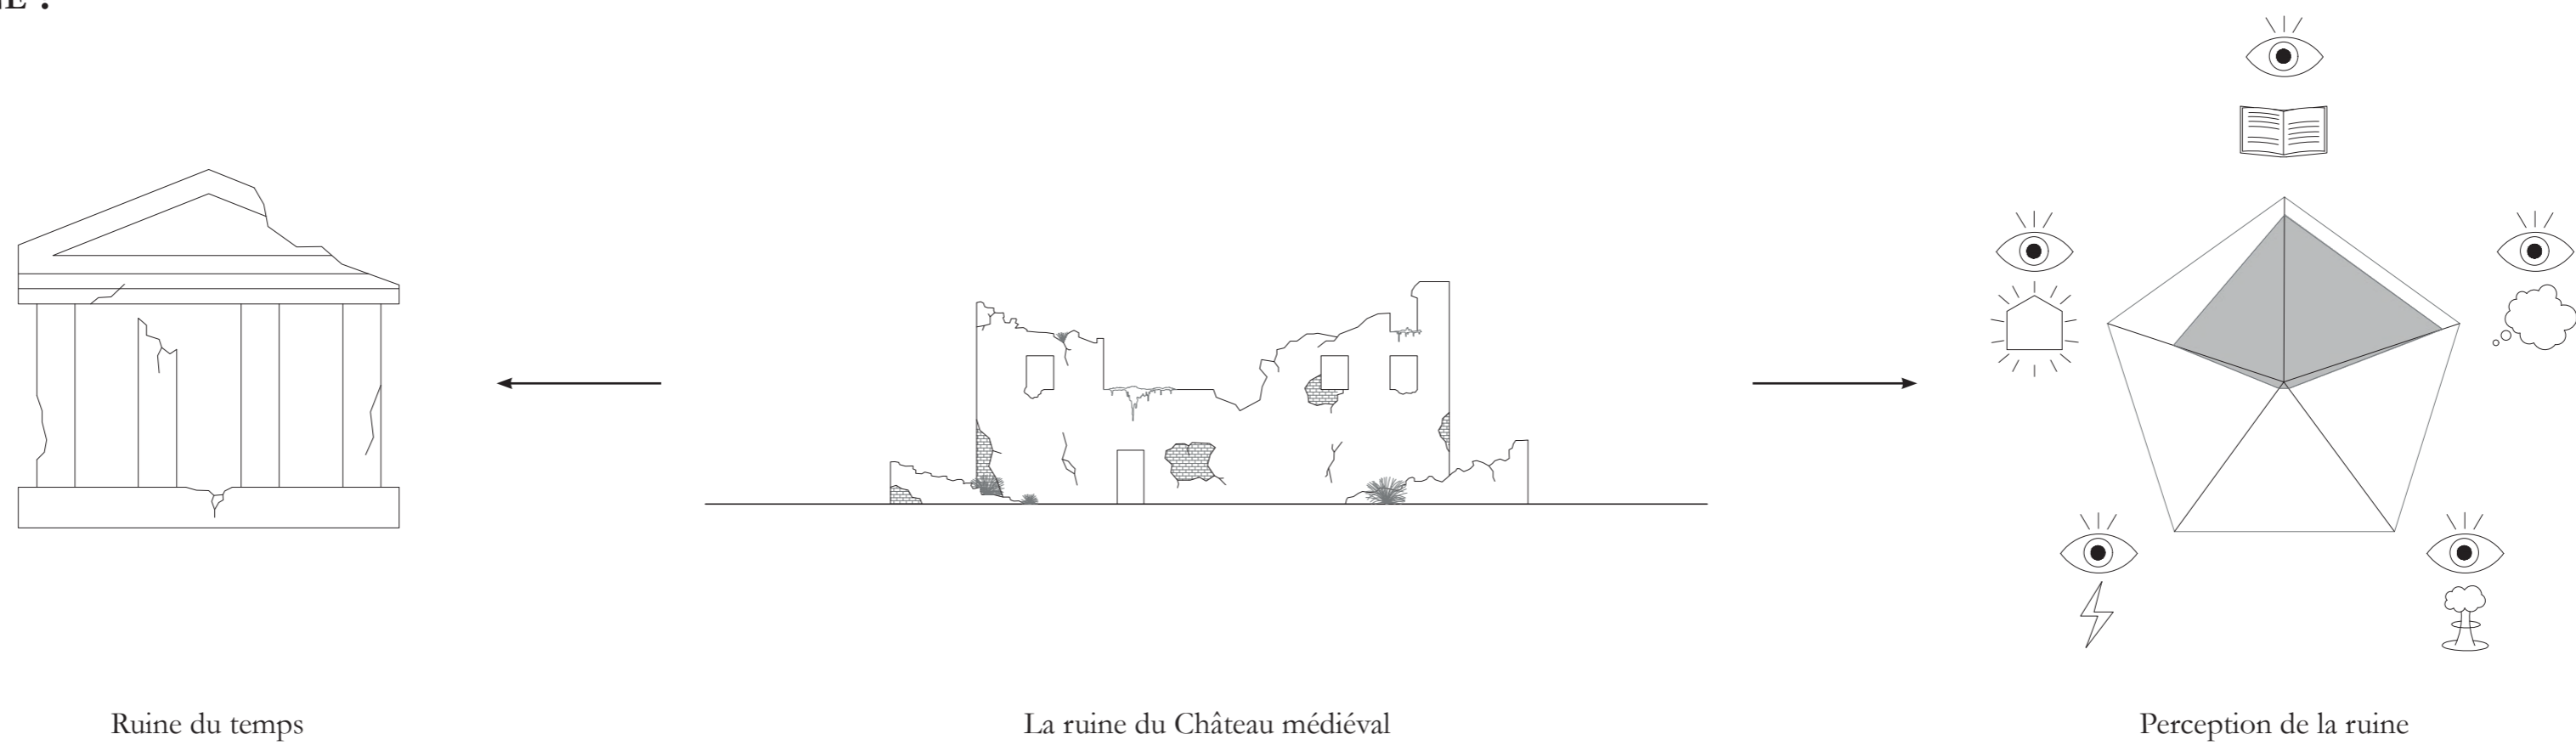 Ruine du temps
La ruine du Château médiéval
Perception de la ruine